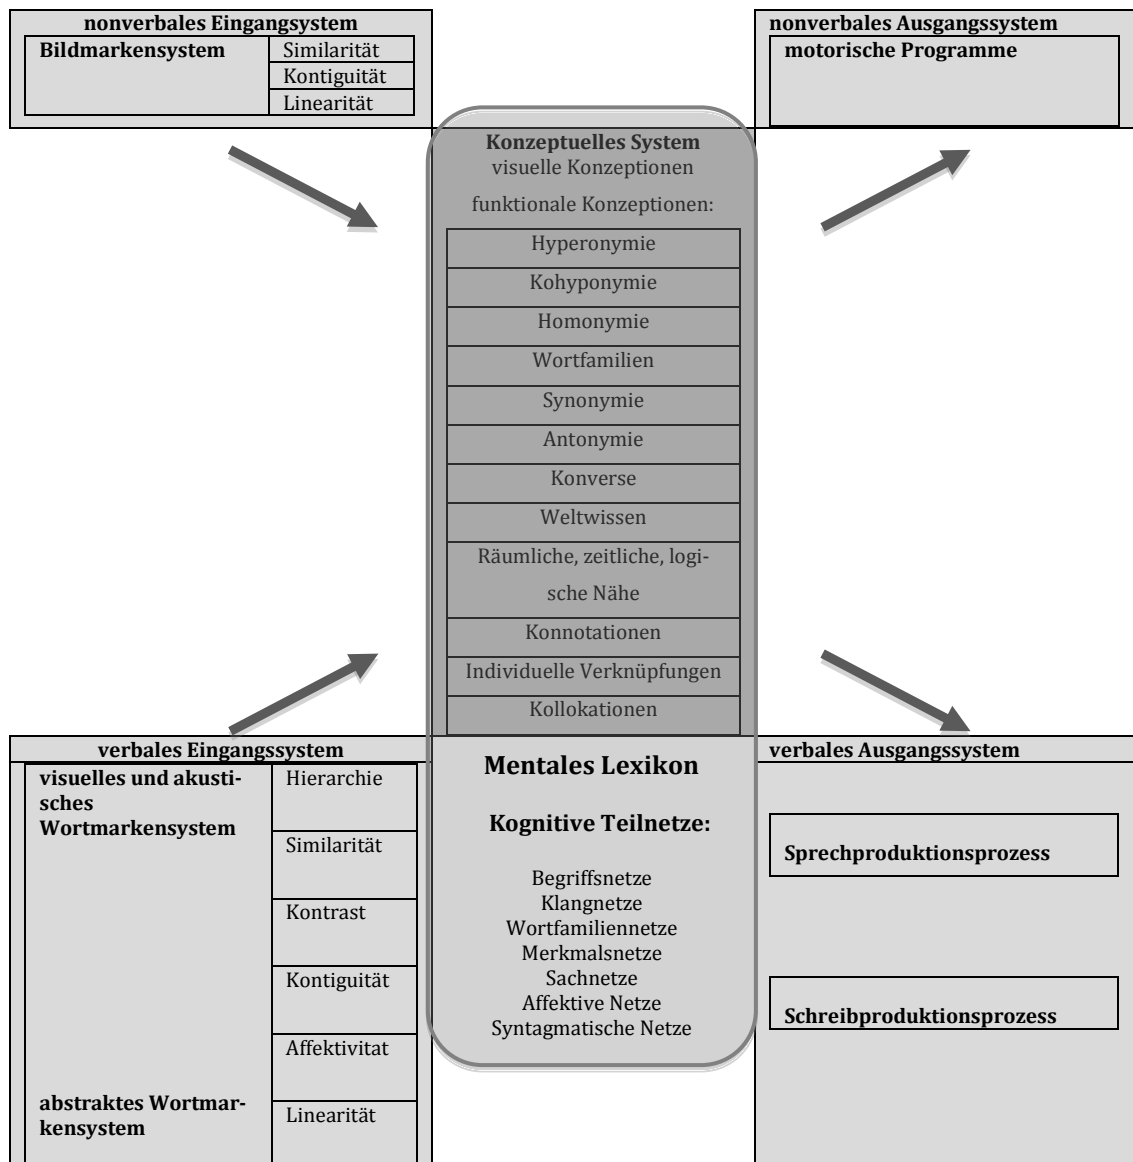 nonverbales Eingangsystem
Bildmarkensystem
Similarität
Kontiguität
Linearität
nonverbales Ausgangssystem
motorische Programme
Konzeptuelles System
visuelle Konzeptionen
funktionale Konzeptionen:
Hyperonymie
Kohyponymie
Homonymie
Wortfamilien
Synonymie
Antonymie
Konverse
Weltwissen
Räumliche, zeitliche, logi-
sche Nähe
Konnotationen
Individuelle Verknüpfungen
Kollokationen
Mentales Lexikon
Kognitive Teilnetze:
Begriffsnetze
Klangnetze
Wortfamiliennetze
Merkmalsnetze
Sachnetze
Affektive Netze
Syntagmatische Netze
verbales Eingangssystem
visuelles und akusti-
sches
Wortmarkensystem
abstraktes Wortmar-
kensystem
Hierarchie
Similarität
Kontrast
Kontiguität
Affektivitat
Linearität
verbales Ausgangssystem
Sprechproduktionsprozess
Schreibproduktionsprozess